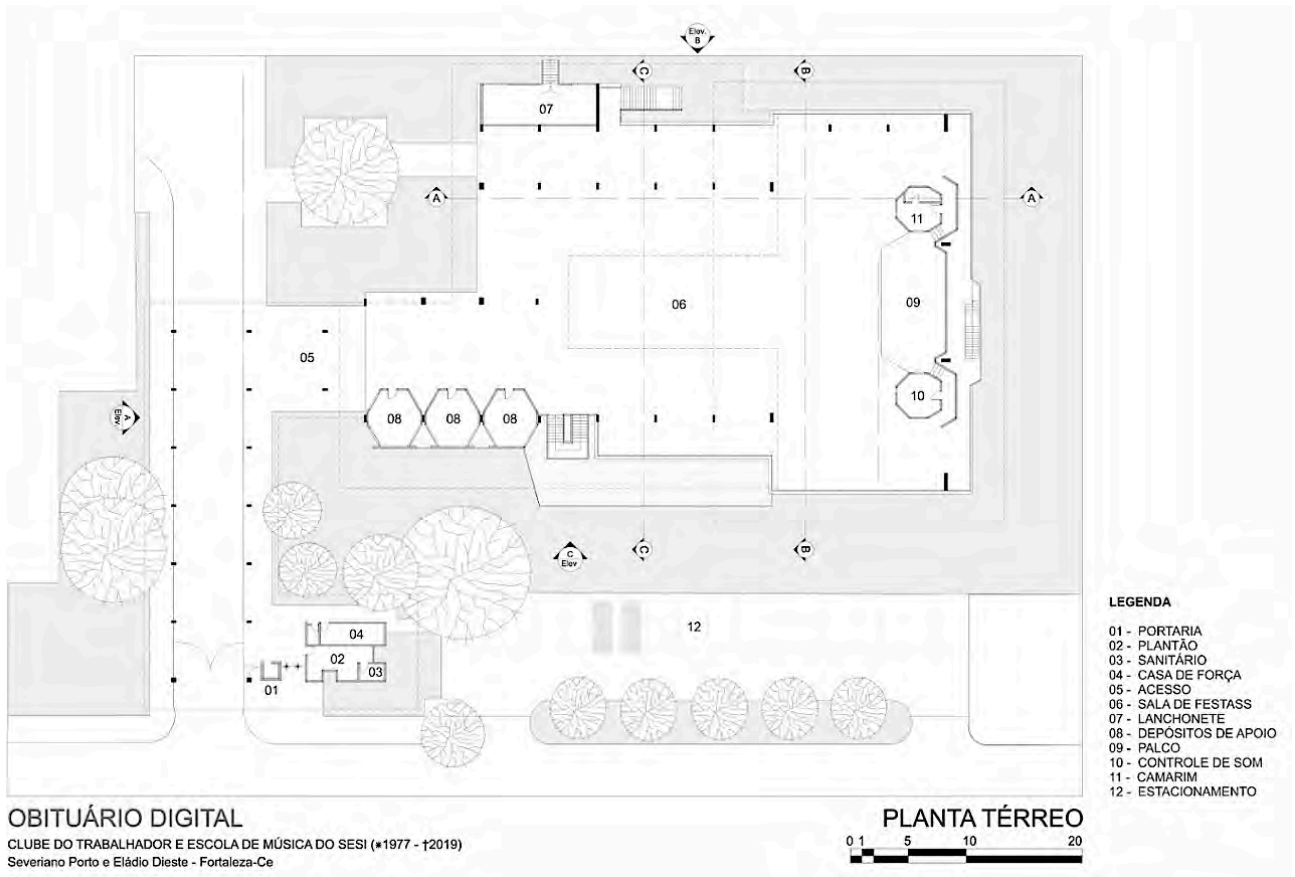 Elev. B
C
B
07
A
A
11
06
09
05
08
08
08
10
A Elev.
C
B
C Elev
12
04
02
03
01
LEGENDA
01 - PORTARIA
02 - PLANTÃO
03 - SANITÁRIO
04 - CASA DE FORÇA
05 - ACESSO
06 - SALA DE FESTASS
07 - LANCHONETE
08 - DEPÓSITOS DE APOIO
09 - PALCO
10 - CONTROLE DE SOM
11 - CAMARIM
12 - ESTACIONAMENTO
OBITUÁRIO DIGITAL
CLUBE DO TRABALHADOR E ESCOLA DE MÚSICA DO SESI (*1977 - †2019)
Severiano Porto e Eládio Dieste - Fortaleza-Ce
PLANTA TÉRREO
0 1 5 10 20